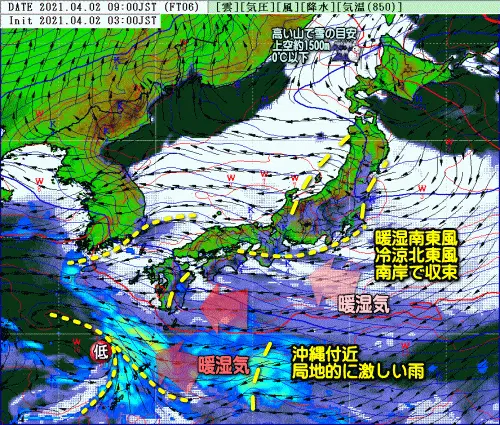 DATE 2021.04.02 09:00JST (FT06) [雲][気圧][風][降水][気温(850)]
Init 2021.04.02 03:00JST
高い山で雪の目安
上空約1500m
0℃以下
W
W
W
W
W
W
暖湿南東風
冷涼北東風
南岸で収束
暖湿気
低
暖湿気
沖縄付近
局地的に激しい雨